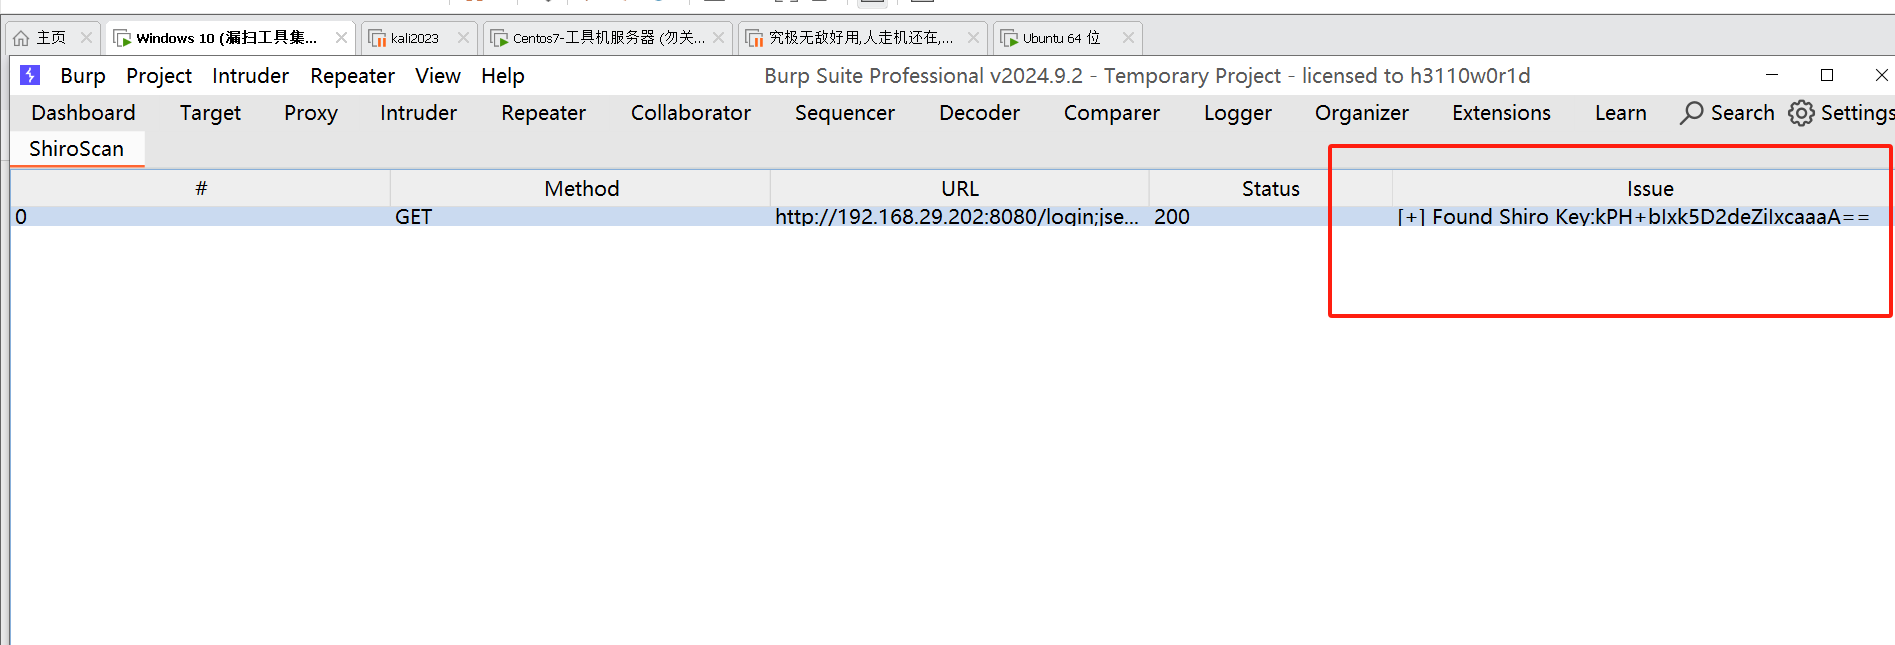 主页 Windows 10 (漏扫工具集... kali2023 Centos7-工具机服务器 (勿关... 究极无敌好用,人走机还在,... Ubuntu 64 位
Burp Project Intruder Repeater View Help Burp Suite Professional v2024.9.2 - Temporary Project - licensed to h3110w0r1d
Dashboard Target Proxy Intruder Repeater Collaborator Sequencer Decoder Comparer Logger Organizer Extensions Learn Search Settings
ShiroScan
# Method URL Status Issue
0 GET http://192.168.29.202:8080/login;jse... 200 [+] Found Shiro Key:kPH+bIxk5D2deZiIxcaaaA==